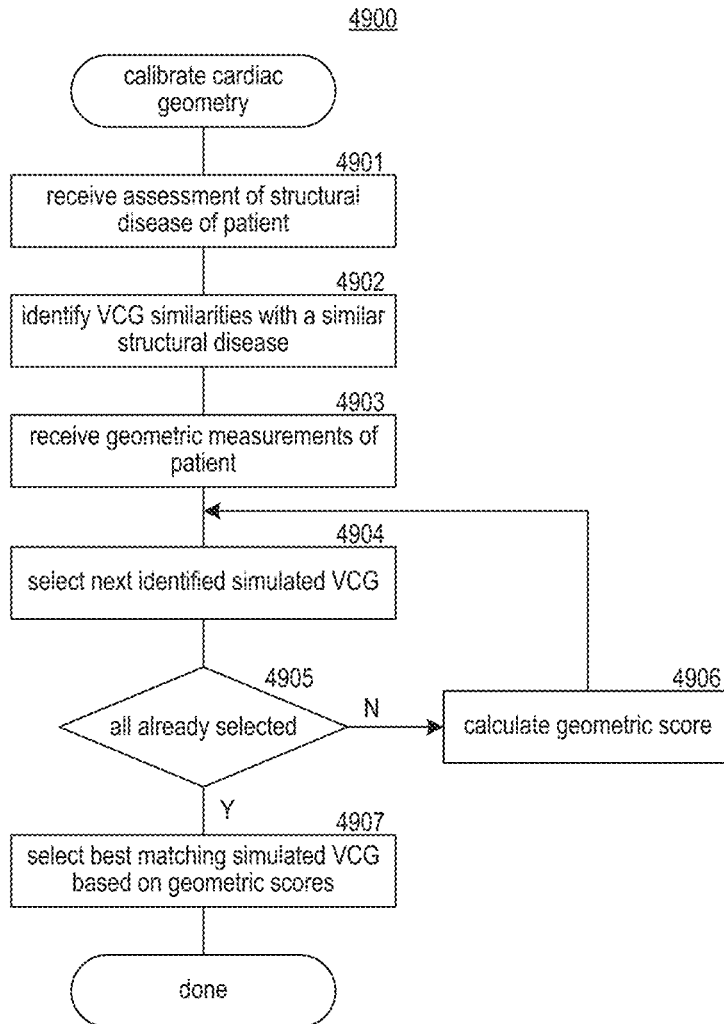 4900
calibrate cardiac
geometry
4901
receive assessment of structural
disease of patient
4902
identify VCG similarities with a similar
structural disease
4903
receive geometric measurements of
patient
4904
select next identified simulated VCG
4905
all already selected
N
4906
calculate geometric score
Y
4907
select best matching simulated VCG
based on geometric scores
done